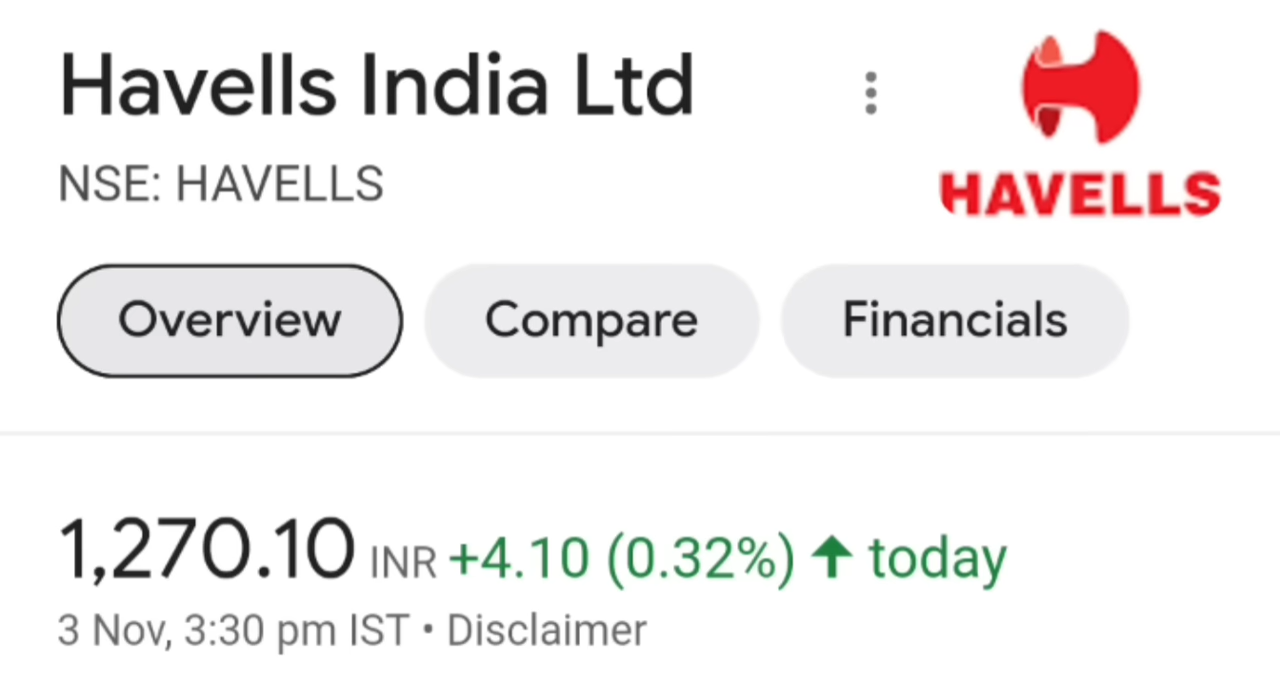 Havells India Ltd
HAVELLS
NSE: HAVELLS
Overview Compare Financials
1,270.10 INR +4.10 (0.32%) ↑ today
3 Nov, 3:30 pm IST • Disclaimer